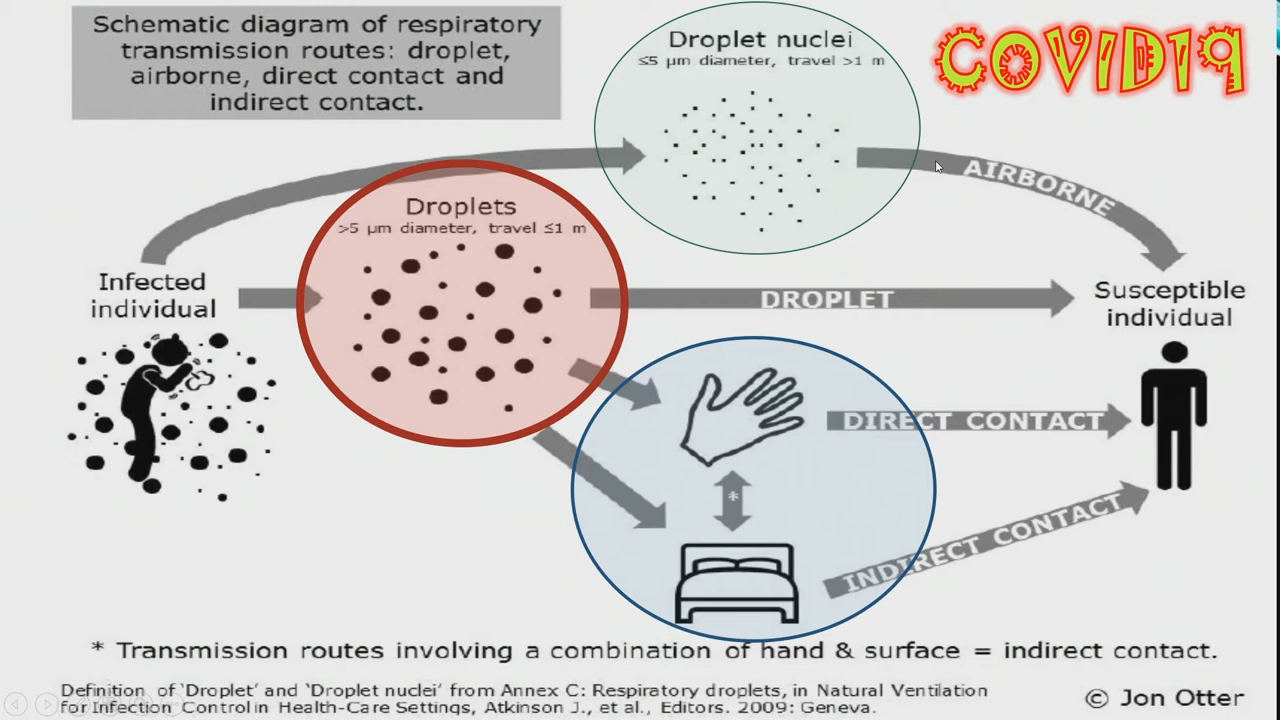 Schematic diagram of respiratory
transmission routes: droplet,
airborne, direct contact and
indirect contact.
COVID19
Droplet nuclei
≤5 µm diameter, travel >1 m
AIRBORNE
Droplets
>5 µm diameter, travel ≤1 m
Infected
individual
DROPLET
Susceptible
individual
DIRECT CONTACT
*
INDIRECT CONTACT
* Transmission routes involving a combination of hand & surface = indirect contact.
Definition of 'Droplet' and 'Droplet nuclei' from Annex C: Respiratory droplets, in Natural Ventilation
for Infection Control in Health-Care Settings, Atkinson J., et al., Editors. 2009: Geneva.
© Jon Otter